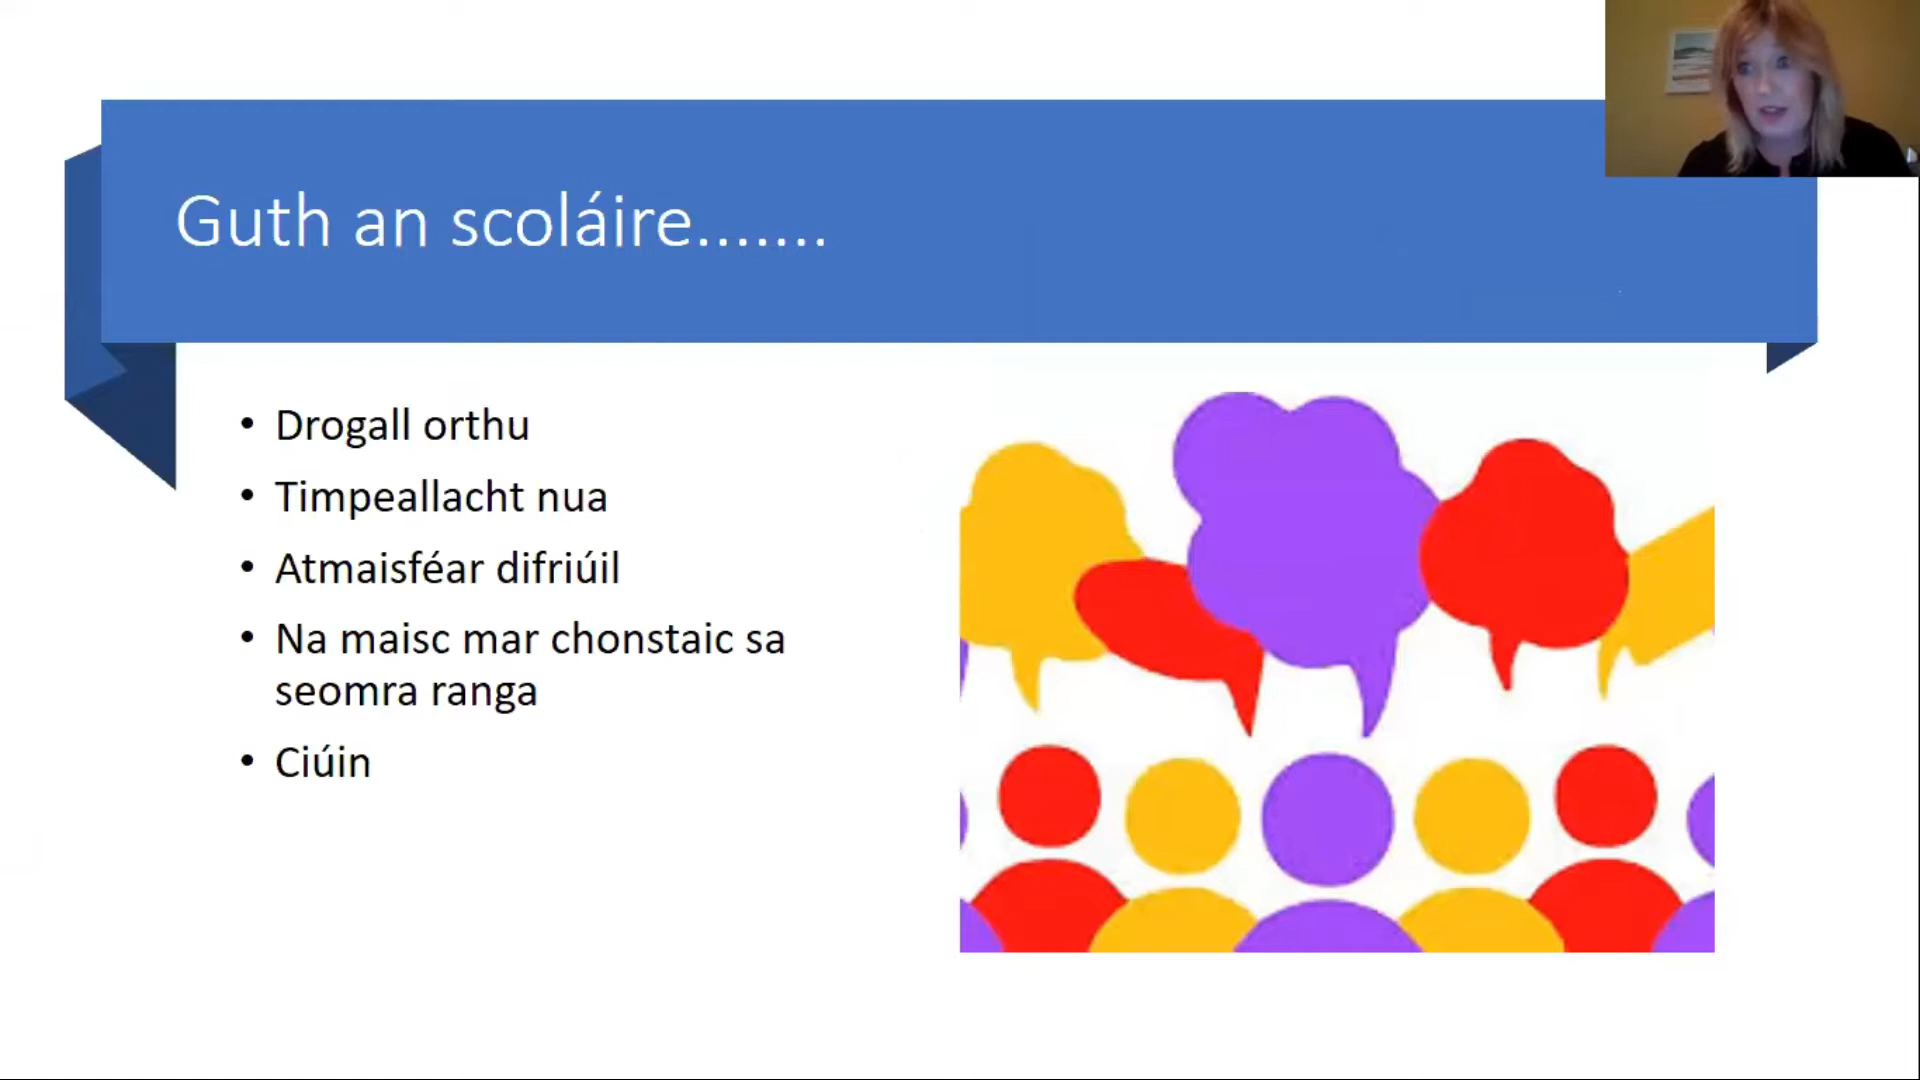 Guth an scoláire.......
• Drogall orthu
• Timpeallacht nua
• Atmaisféar difriúil
• Na maisc mar chonstaic sa
seomra ranga
• Ciúin